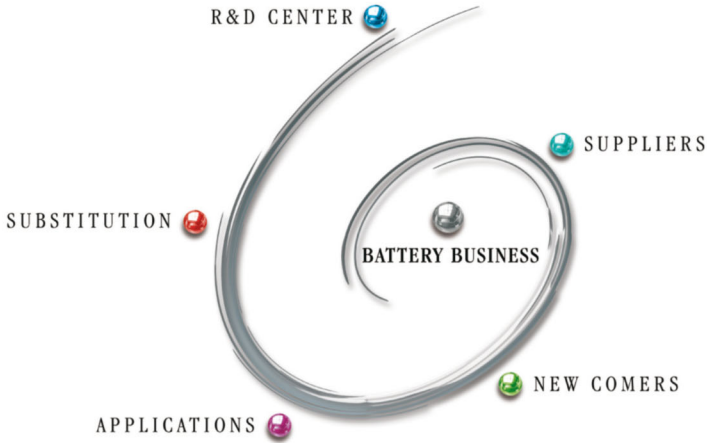 R&D CENTER
SUPPLIERS
SUBSTITUTION
BATTERY BUSINESS
NEW COMERS
APPLICATIONS